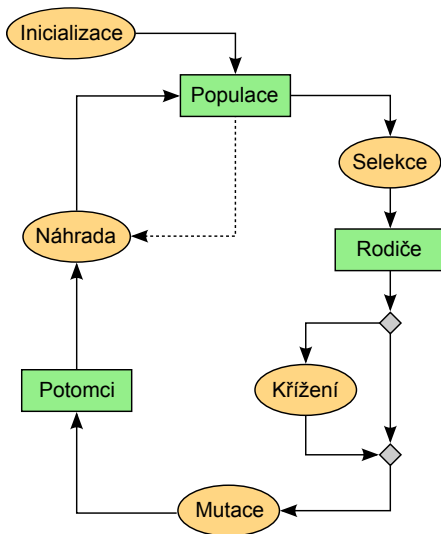 Inicializace
Populace
Selekce
Náhrada
Rodiče
Potomci
Křížení
Mutace